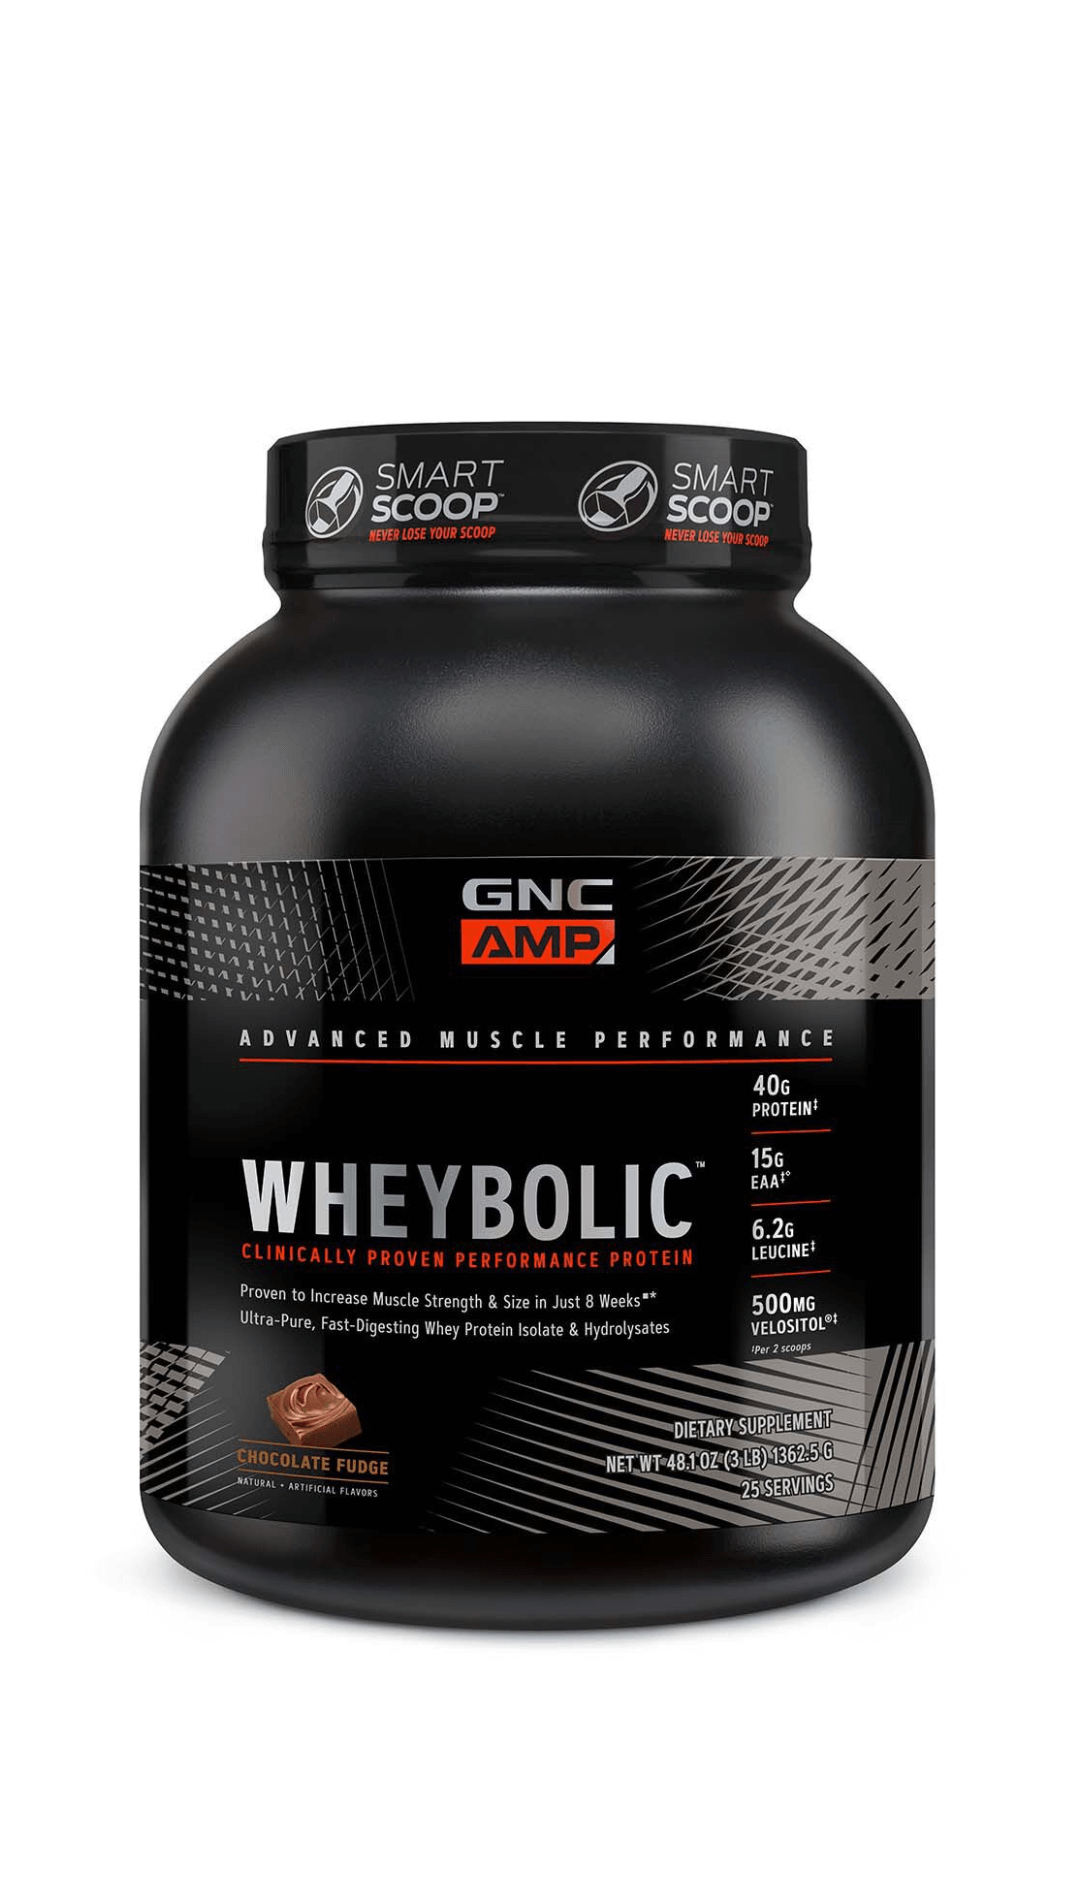 SMART
SCOOP™
NEVER LOSE YOUR SCOOP
SMART
SCOOP™
NEVER LOSE YOUR SCOOP
GNC
AMP
ADVANCED MUSCLE PERFORMANCE
40G
PROTEIN‡
15G
EAA‡◊
6.2G
LEUCINE‡
500MG
VELOSITOL®‡
‡Per 2 scoops
WHEYBOLIC™
CLINICALLY PROVEN PERFORMANCE PROTEIN
Proven to Increase Muscle Strength & Size in Just 8 Weeks■*
Ultra-Pure, Fast-Digesting Whey Protein Isolate & Hydrolysates
CHOCOLATE FUDGE
NATURAL • ARTIFICIAL FLAVORS
DIETARY SUPPLEMENT
NET WT 48.1 OZ (3 LB) 1362.5 G
25 SERVINGS